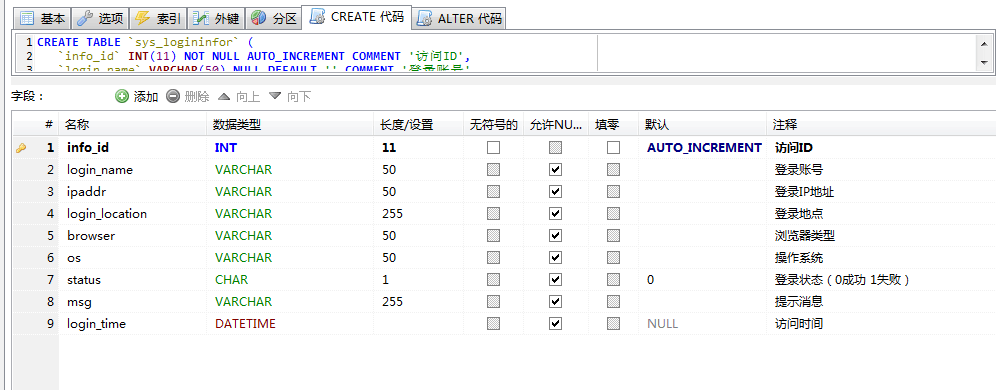 基本 选项 索引 外键 分区 CREATE 代码 ALTER 代码
1 CREATE TABLE `sys_logininfor` (
2 `info_id` INT(11) NOT NULL AUTO_INCREMENT COMMENT '访问ID',
3 `login_name` VARCHAR(50) NULL DEFAULT '' COMMENT '登录账号',
字段： 添加 删除 向上 向下
# 名称 数据类型 长度/设置 无符号的 允许NU... 填零 默认 注释
1 info_id INT 11 AUTO_INCREMENT 访问ID
2 login_name VARCHAR 50 登录账号
3 ipaddr VARCHAR 50 登录IP地址
4 login_location VARCHAR 255 登录地点
5 browser VARCHAR 50 浏览器类型
6 os VARCHAR 50 操作系统
7 status CHAR 1 0 登录状态（0成功 1失败）
8 msg VARCHAR 255 提示消息
9 login_time DATETIME NULL 访问时间